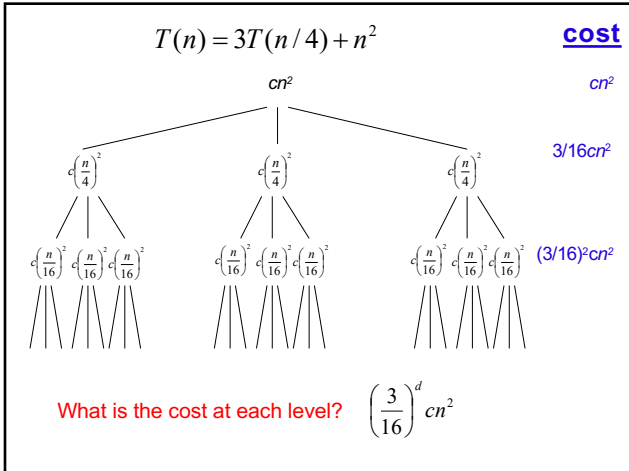 T(n) = 3T(n/4) + n²
cost
cn²
cn²
c(n/4)² c(n/4)² c(n/4)²
3/16cn²
c(n/16)² c(n/16)² c(n/16)² c(n/16)² c(n/16)² c(n/16)² c(n/16)² c(n/16)² c(n/16)²
(3/16)²cn²
What is the cost at each level? (3/16)^d cn²